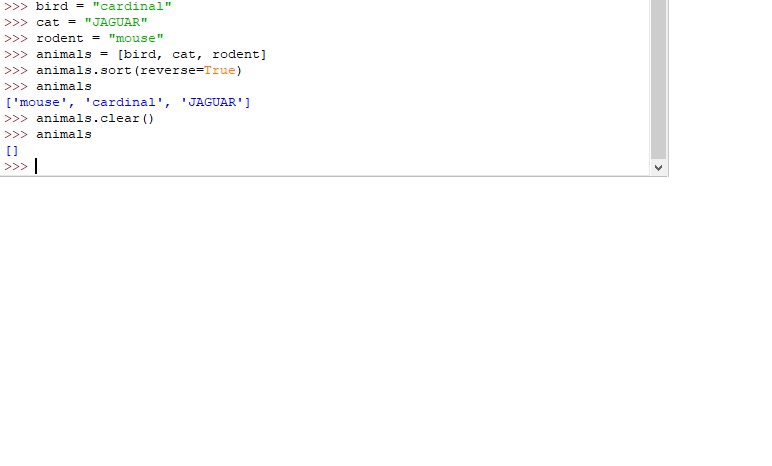 >>> bird = "cardinal"
>>> cat = "JAGUAR"
>>> rodent = "mouse"
>>> animals = [bird, cat, rodent]
>>> animals.sort(reverse=True)
>>> animals
['mouse', 'cardinal', 'JAGUAR']
>>> animals.clear()
>>> animals
[]
>>>